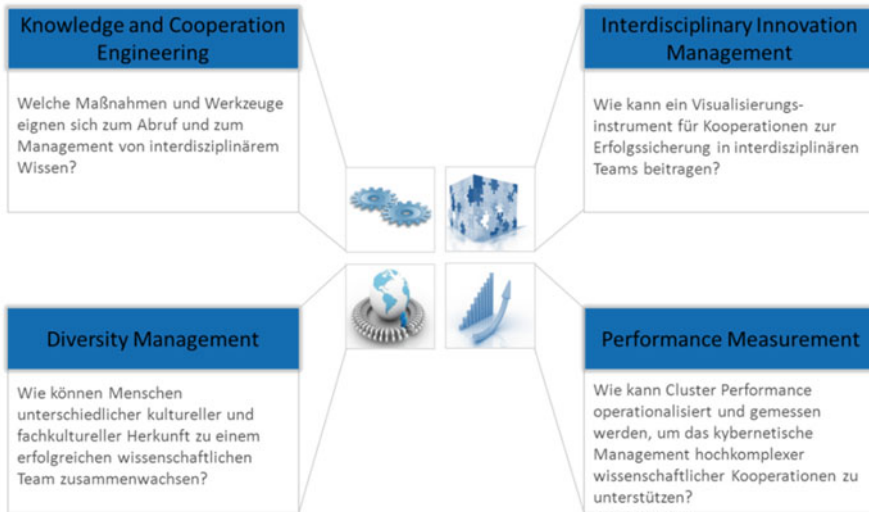 Knowledge and Cooperation
Engineering
Welche Maßnahmen und Werkzeuge
eignen sich zum Abruf und zum
Management von interdisziplinärem
Wissen?
Interdisciplinary Innovation
Management
Wie kann ein Visualisierungs-
instrument für Kooperationen zur
Erfolgssicherung in interdisziplinären
Teams beitragen?
Diversity Management
Wie können Menschen
unterschiedlicher kultureller und
fachkultureller Herkunft zu einem
erfolgreichen wissenschaftlichen
Team zusammenwachsen?
Performance Measurement
Wie kann Cluster Performance
operationalisiert und gemessen
werden, um das kybernetische
Management hochkomplexer
wissenschaftlicher Kooperationen zu
unterstützen?